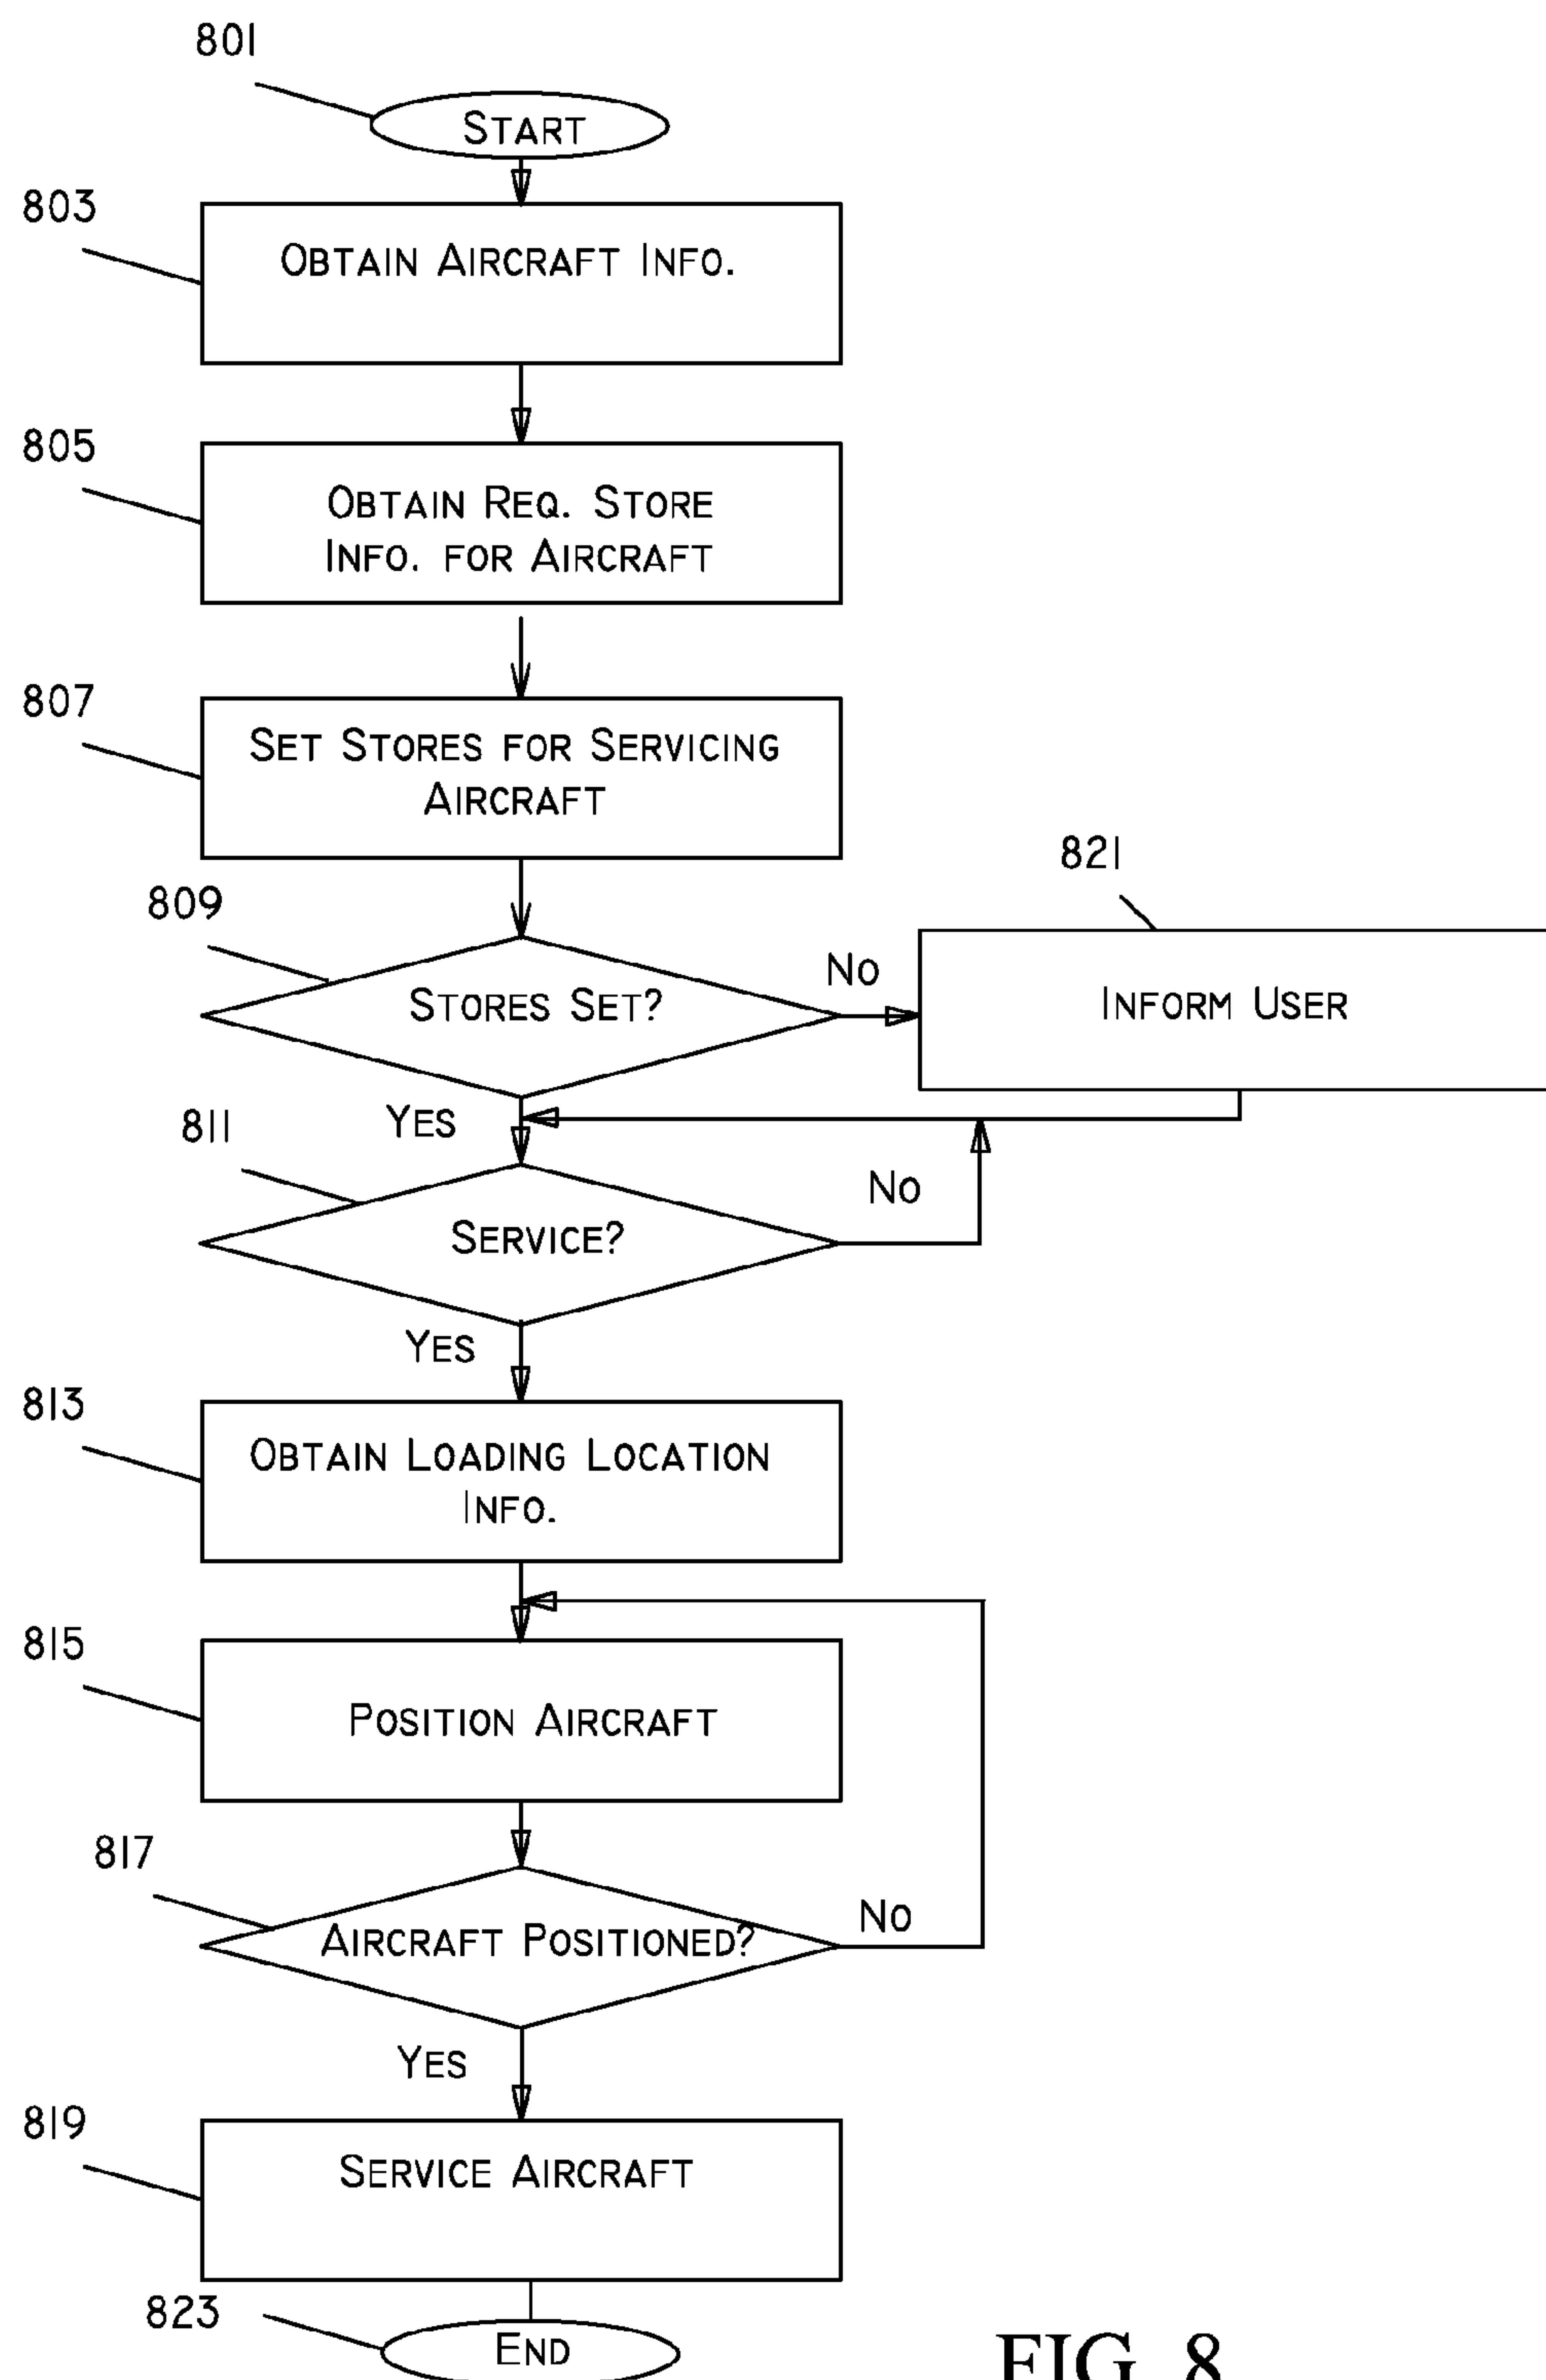 801
START
803
OBTAIN AIRCRAFT INFO.
805
OBTAIN REQ. STORE
INFO. FOR AIRCRAFT
807
SET STORES FOR SERVICING
AIRCRAFT
821
809
NO
STORES SET?
INFORM USER
811
YES
NO
SERVICE?
YES
813
OBTAIN LOADING LOCATION
INFO.
815
POSITION AIRCRAFT
817
NO
AIRCRAFT POSITIONED?
YES
819
SERVICE AIRCRAFT
823
END
FIG. 8